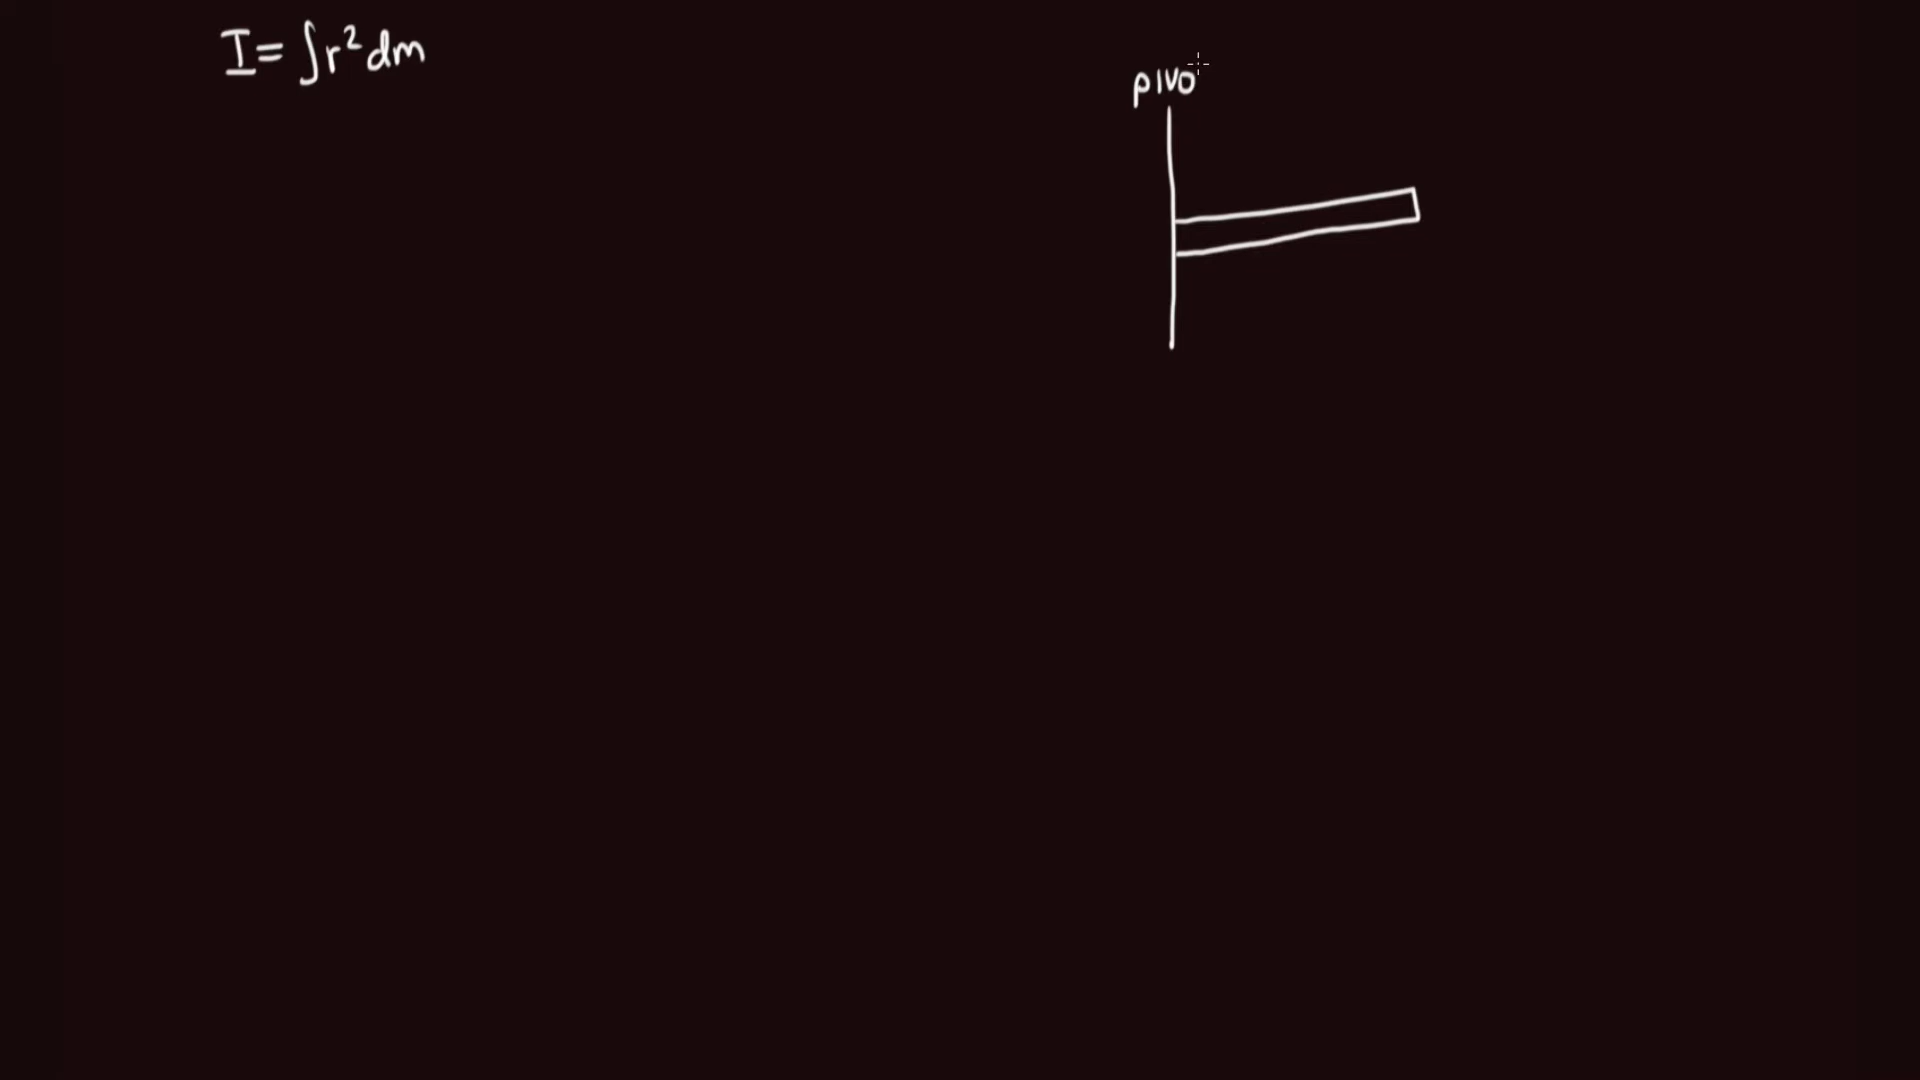 I = ∫r²dm
pivo